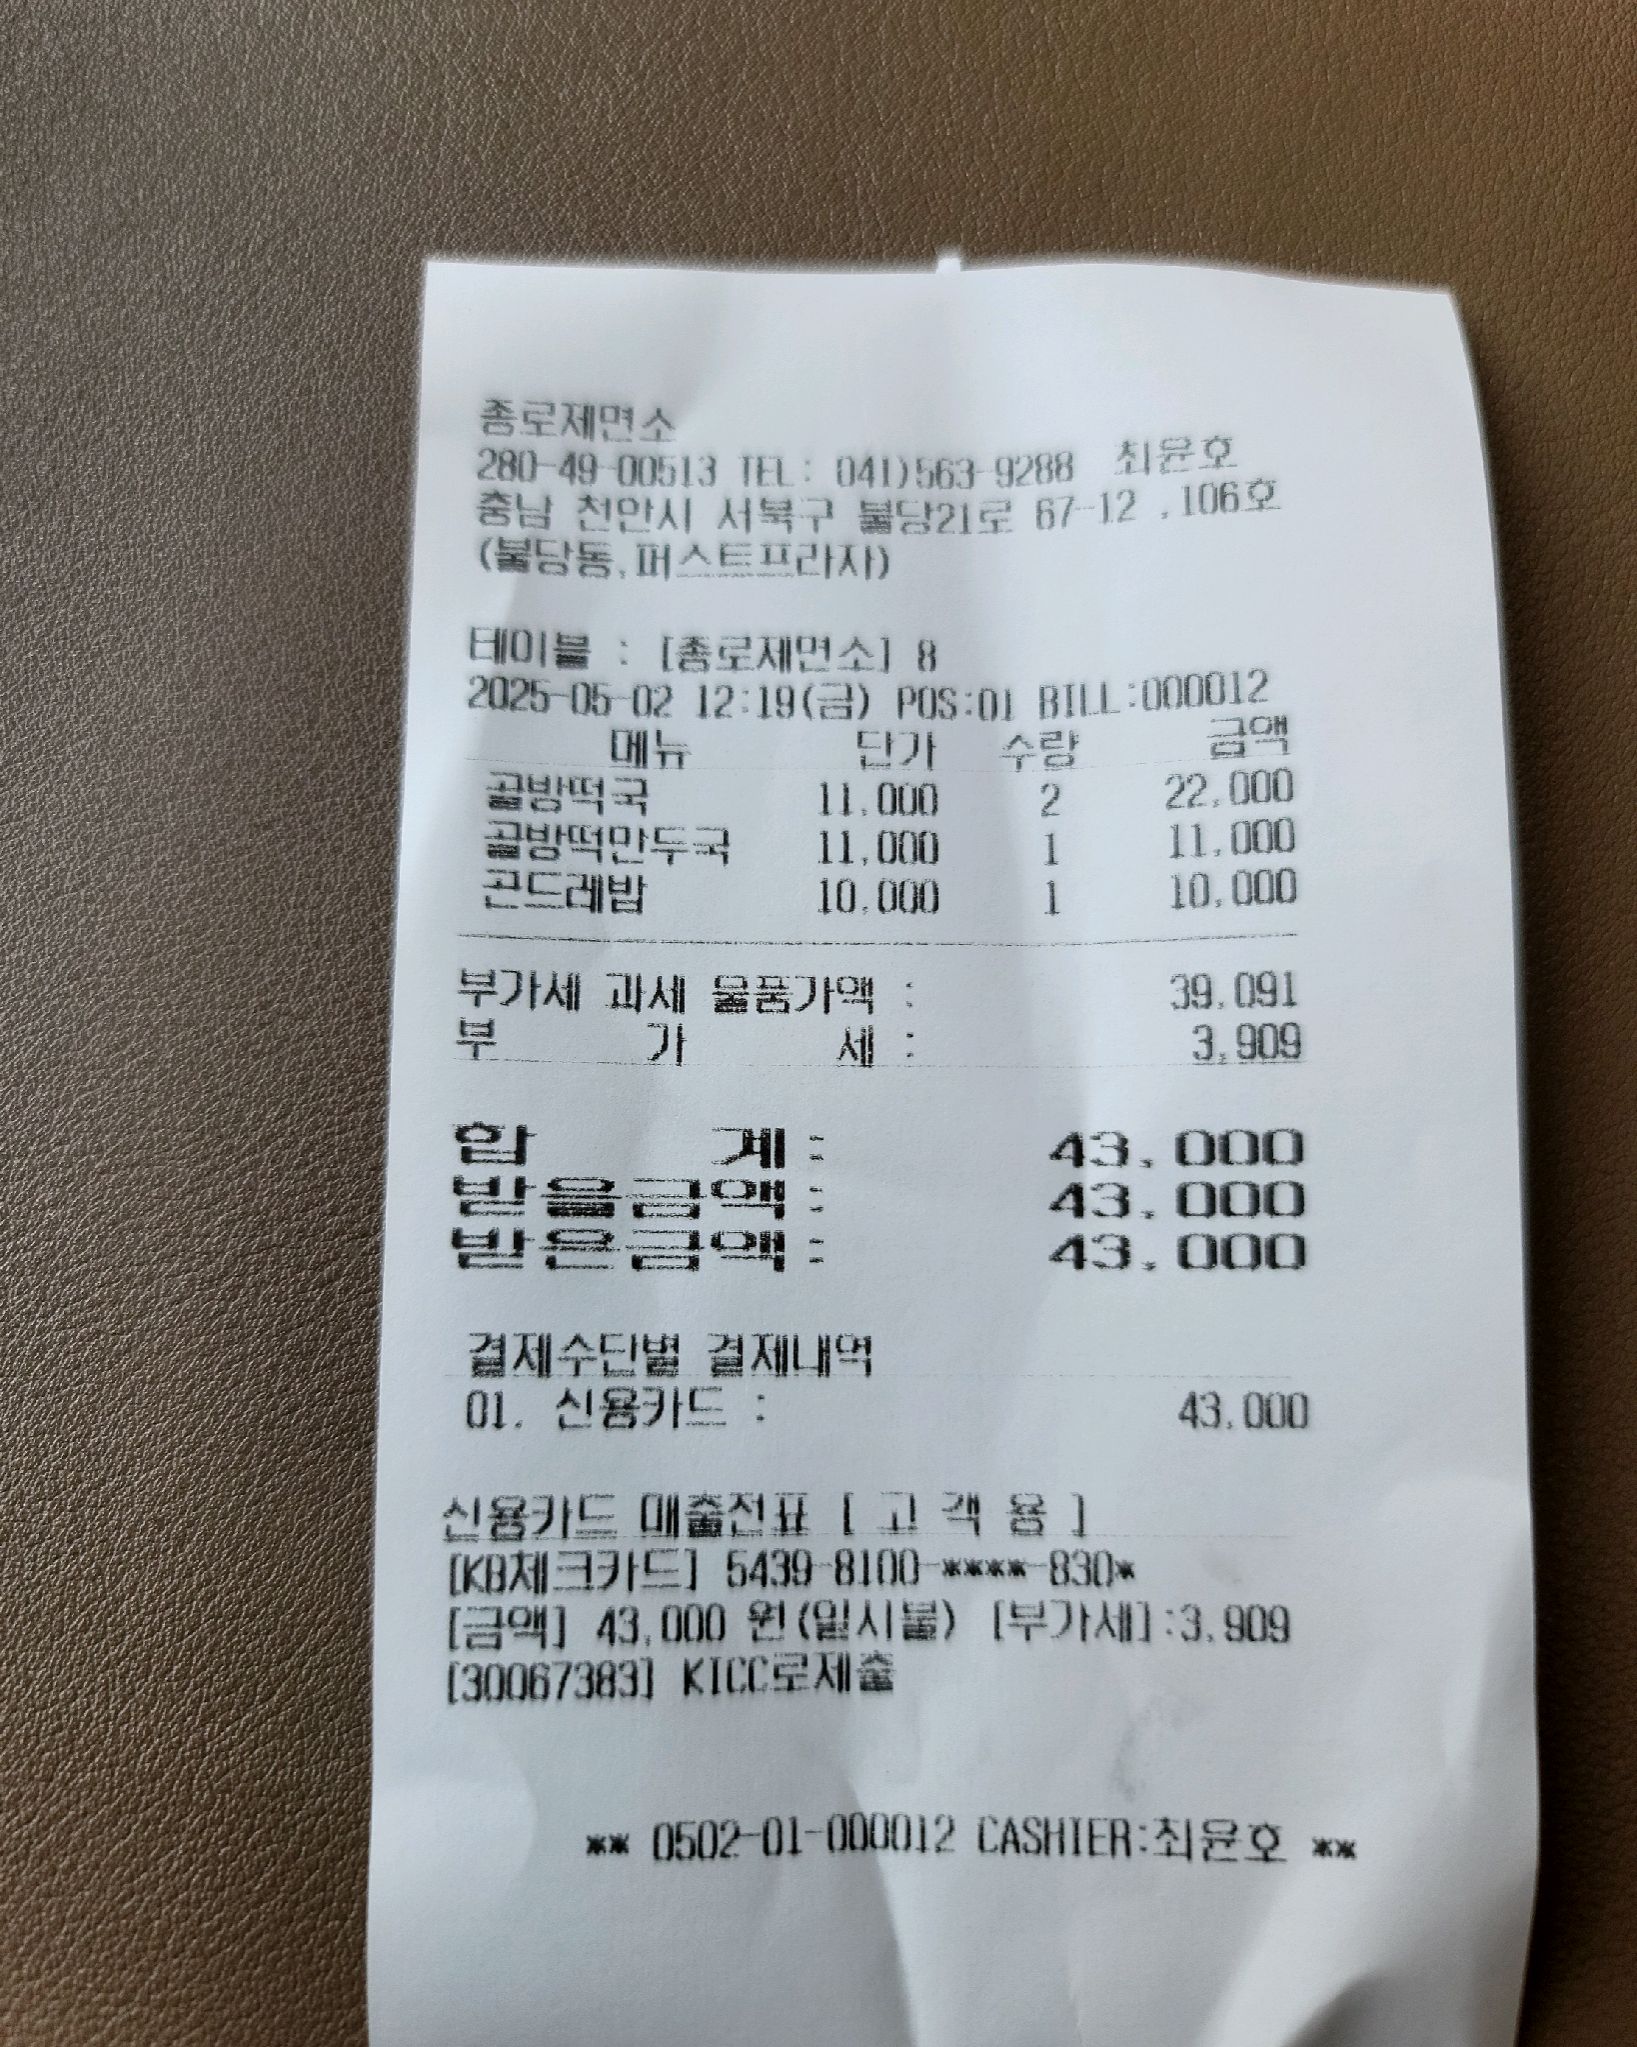 종로제면소
280-49-00513 TEL: 041)563-9288 최윤호
충남 천안시 서북구 불당21로 67-12 ,106호
(불당동,퍼스트프라자)
테이블 : [종로제면소] 8
2025-05-02 12:19(금) POS:01 BILL:000012
메뉴 단가 수량 금액
골방떡국 11,000 2 22,000
골방떡만두국 11,000 1 11,000
곤드레밥 10,000 1 10,000
부가세 과세 물품가액 : 39,091
부 가 세 : 3,909
합 계 : 43,000
받을금액 : 43,000
받은금액 : 43,000
결제수단별 결제내역
01. 신용카드 : 43,000
신용카드 매출전표 [ 고 객 용 ]
[KB체크카드] 5439-8100-****-830*
[금액] 43,000 원(일시불) [부가세]:3,909
[30067383] KICC로제출
** 0502-01-000012 CASHIER:최윤호 **